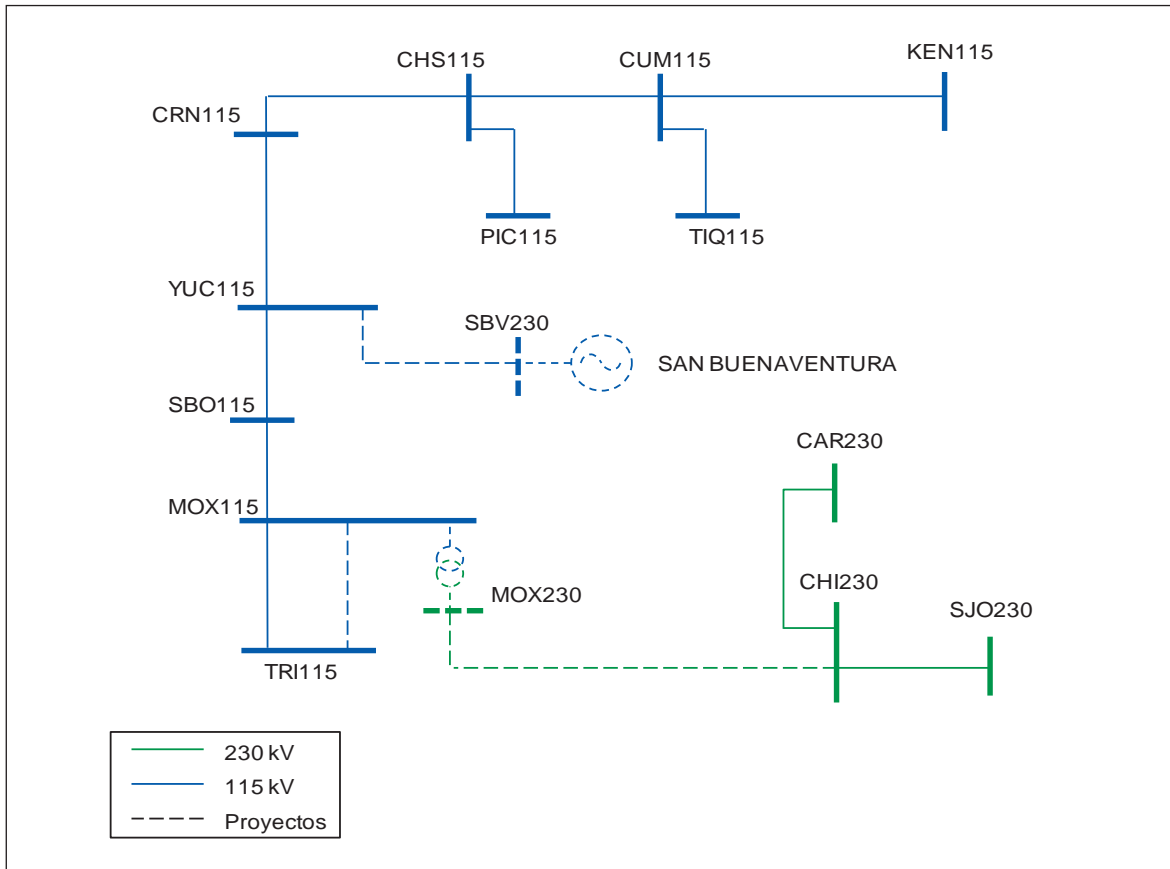 KEN115
CHS115
CUM115
CRN115
PIC115
TIQ115
YUC115
SBV230
SAN BUENAVENTURA
SBO115
CAR230
MOX115
CHI230
MOX230
SJO230
TRI115
230 kV
115 kV
Proyectos